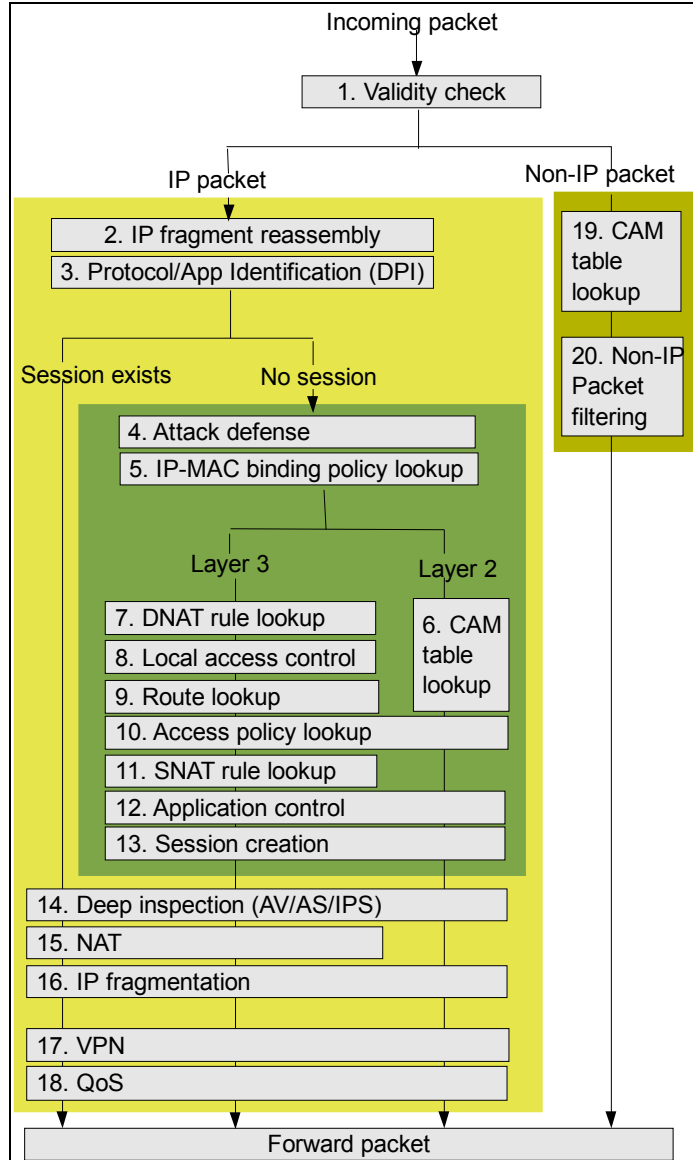 Incoming packet
1. Validity check
IP packet
Non-IP packet
2. IP fragment reassembly
3. Protocol/App Identification (DPI)
19. CAM
table
lookup
Session exists
No session
20. Non-IP
Packet
filtering
4. Attack defense
5. IP-MAC binding policy lookup
Layer 3
Layer 2
7. DNAT rule lookup
8. Local access control
9. Route lookup
6. CAM
table
lookup
10. Access policy lookup
11. SNAT rule lookup
12. Application control
13. Session creation
14. Deep inspection (AV/AS/IPS)
15. NAT
16. IP fragmentation
17. VPN
18. QoS
Forward packet